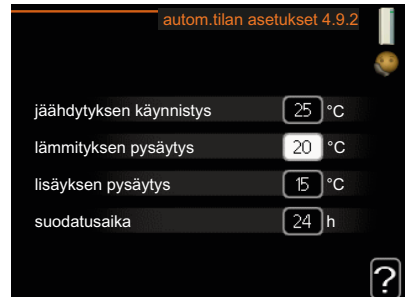 autom.tilan asetukset 4.9.2
jäähdytyksen käynnistys 25 °C
lämmityksen pysäytys 20 °C
lisäyksen pysäytys 15 °C
suodatusaika 24 h
?